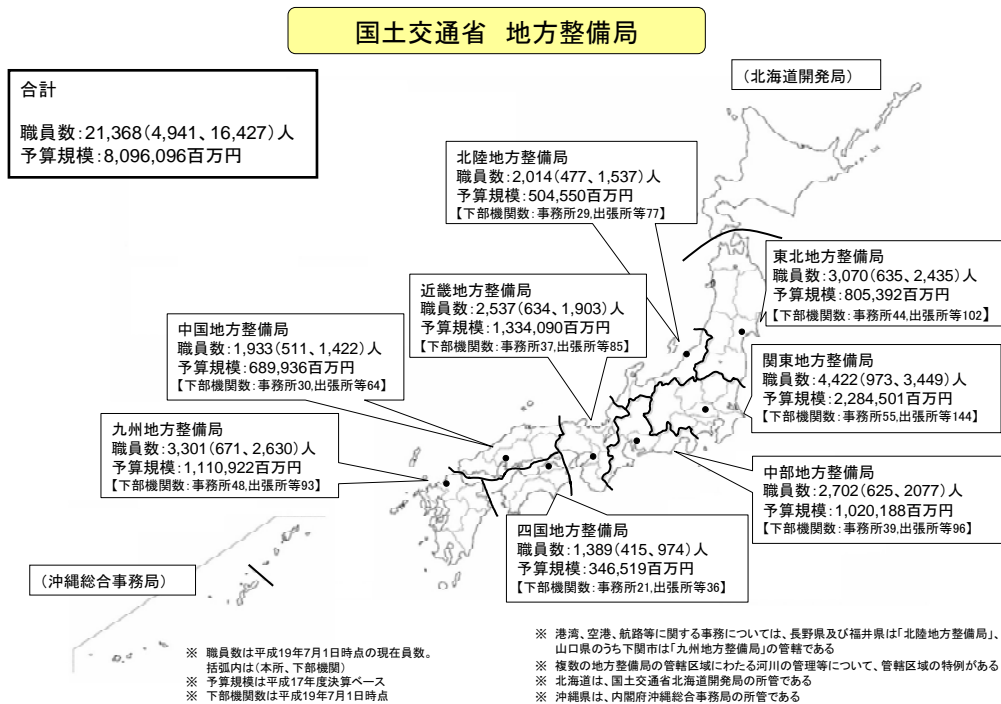 国土交通省 地方整備局
合計
職員数:21,368(4,941、16,427)人
予算規模:8,096,096百万円
(北海道開発局)
北陸地方整備局
職員数:2,014(477、1,537)人
予算規模:504,550百万円
【下部機関数:事務所29,出張所等77】
東北地方整備局
職員数:3,070(635、2,435)人
予算規模:805,392百万円
【下部機関数:事務所44,出張所等102】
近畿地方整備局
職員数:2,537(634、1,903)人
予算規模:1,334,090百万円
【下部機関数:事務所37,出張所等85】
中国地方整備局
職員数:1,933(511、1,422)人
予算規模:689,936百万円
【下部機関数:事務所30,出張所等64】
関東地方整備局
職員数:4,422(973、3,449)人
予算規模:2,284,501百万円
【下部機関数:事務所55,出張所等144】
九州地方整備局
職員数:3,301(671、2,630)人
予算規模:1,110,922百万円
【下部機関数:事務所48,出張所等93】
中部地方整備局
職員数:2,702(625、2077)人
予算規模:1,020,188百万円
【下部機関数:事務所39,出張所等96】
四国地方整備局
職員数:1,389(415、974)人
予算規模:346,519百万円
【下部機関数:事務所21,出張所等36】
(沖縄総合事務局)
※ 職員数は平成19年7月1日時点の現在員数。
括弧内は(本所、下部機関)
※ 予算規模は平成17年度決算ベース
※ 下部機関数は平成19年7月1日時点
※ 港湾、空港、航路等に関する事務については、長野県及び福井県は「北陸地方整備局」、
山口県のうち下関市は「九州地方整備局」の管轄である
※ 複数の地方整備局の管轄区域にわたる河川の管理等について、管轄区域の特例がある
※ 北海道は、国土交通省北海道開発局の所管である
※ 沖縄県は、内閣府沖縄総合事務局の所管である